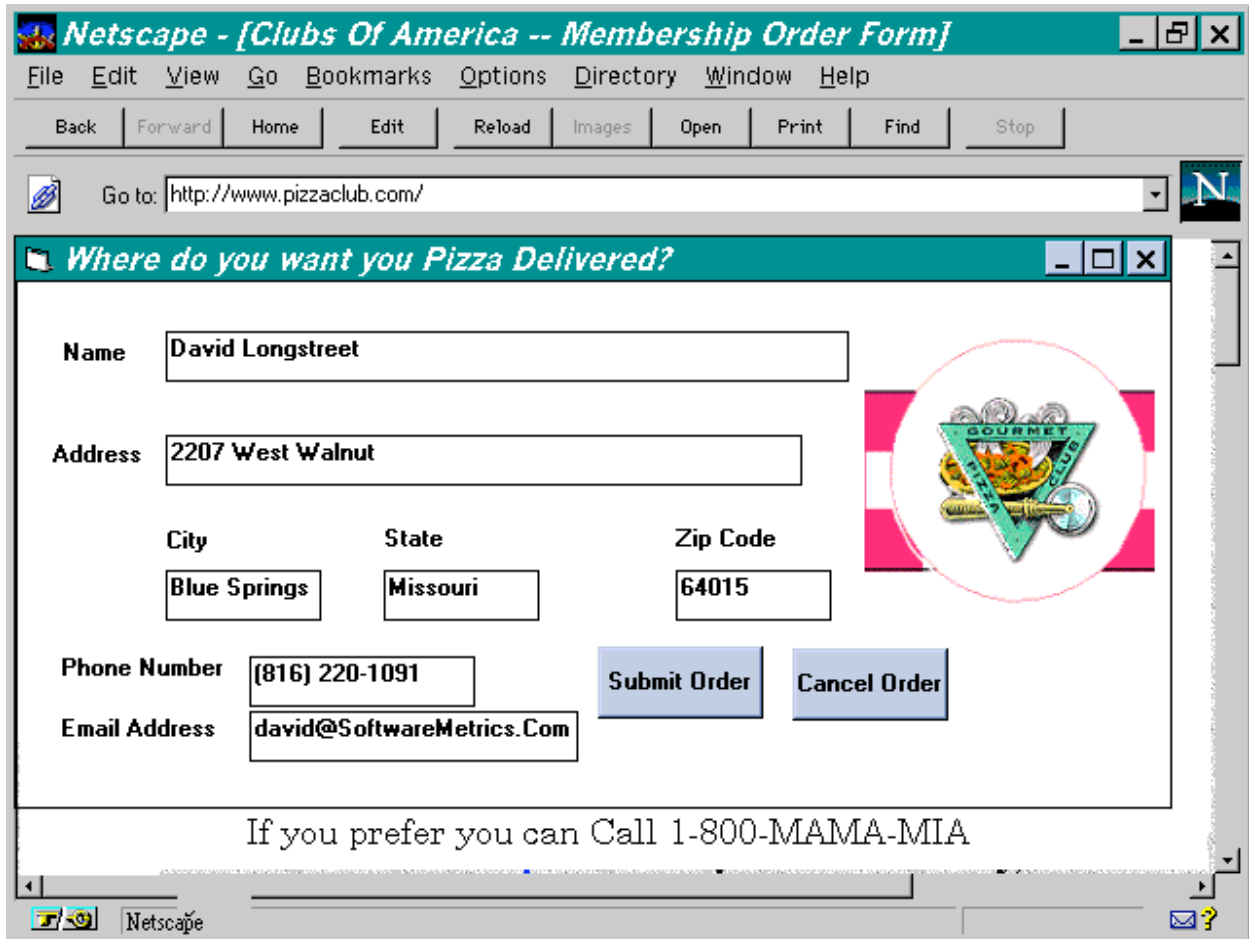 Netscape - [Clubs Of America -- Membership Order Form]
File Edit View Go Bookmarks Options Directory Window Help
Back Forward Home Edit Reload Images Open Print Find Stop
Go to: http://www.pizzaclub.com/
N
Where do you want you Pizza Delivered?
Name David Longstreet
GOURMET PIZZA CLUB
Address 2207 West Walnut
City State Zip Code
Blue Springs Missouri 64015
Phone Number (816) 220-1091
Submit Order Cancel Order
Email Address david@SoftwareMetrics.Com
If you prefer you can Call 1-800-MAMA-MIA
Netscape